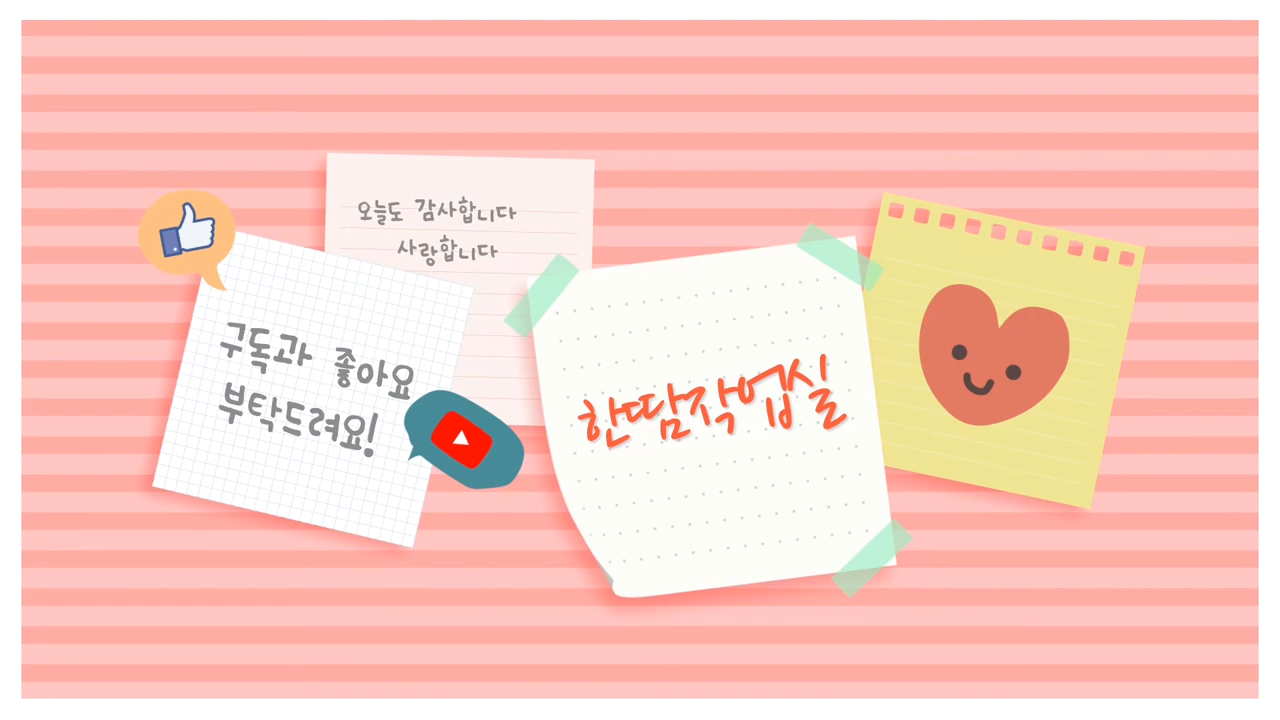 오늘도 감사합니다
사랑합니다
구독과 좋아요
부탁드려요!
한땀작업실